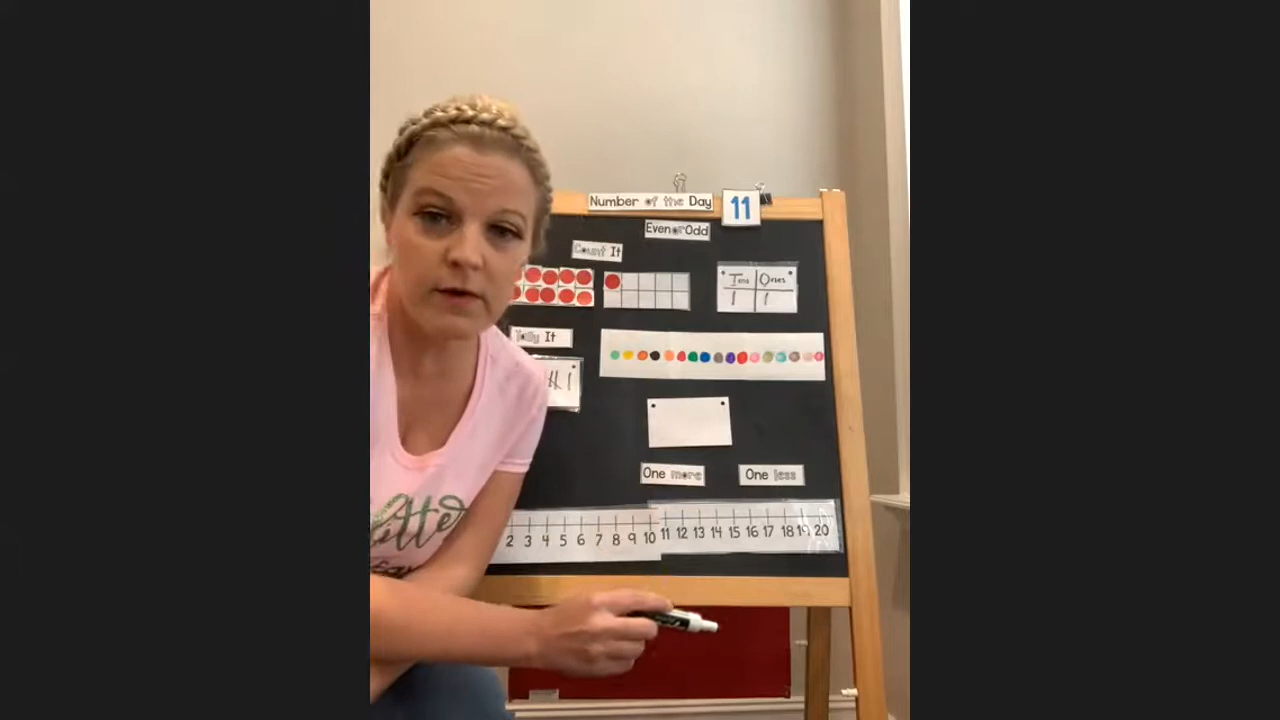 Number of the Day
11
Even or Odd
Count It
Tens Ones
1 1
Tally It
One more
One less
2 3 4 5 6 7 8 9 10 11 12 13 14 15 16 17 18 19 20